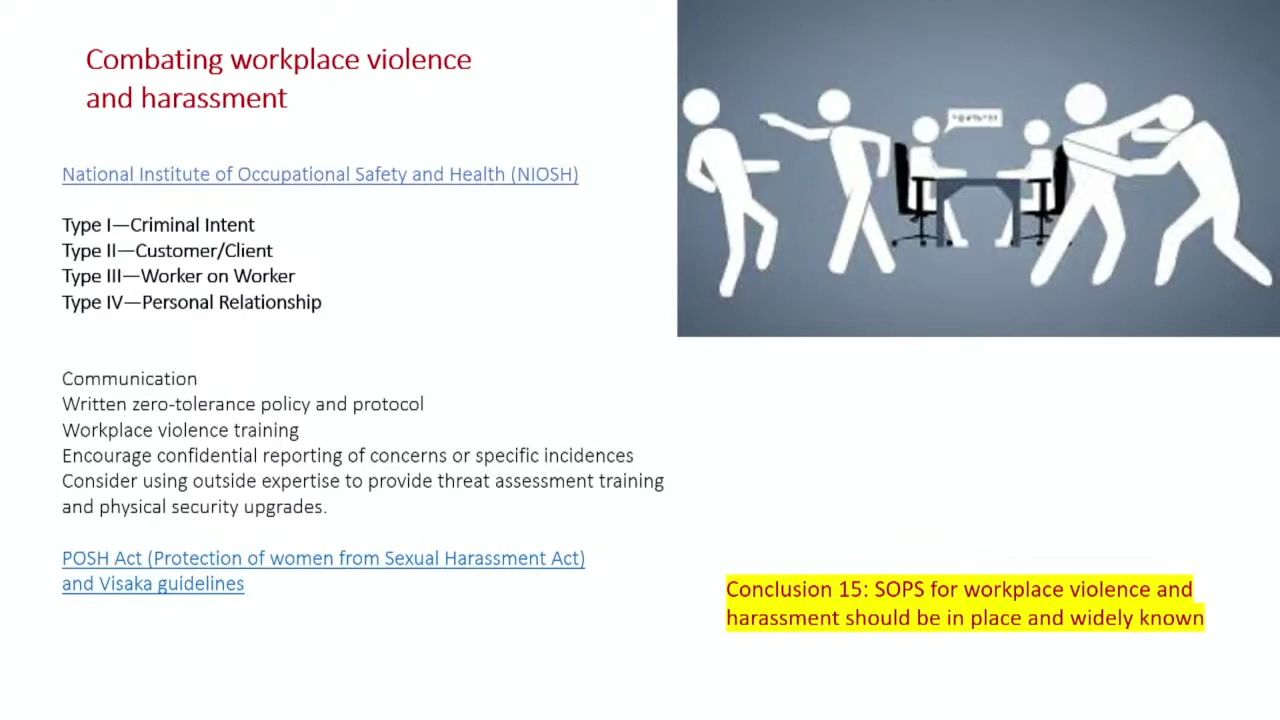 Combating workplace violence
and harassment
National Institute of Occupational Safety and Health (NIOSH)
Type I—Criminal Intent
Type II—Customer/Client
Type III—Worker on Worker
Type IV—Personal Relationship
Communication
Written zero-tolerance policy and protocol
Workplace violence training
Encourage confidential reporting of concerns or specific incidences
Consider using outside expertise to provide threat assessment training
and physical security upgrades.
POSH Act (Protection of women from Sexual Harassment Act)
and Visaka guidelines
Conclusion 15: SOPS for workplace violence and
harassment should be in place and widely known